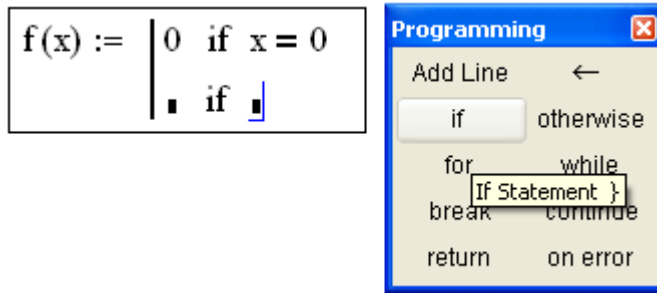 f(x) := 0 if x = 0
▪ if ▪
Programming
Add Line ←
if otherwise
for while
If Statement }
break continue
return on error